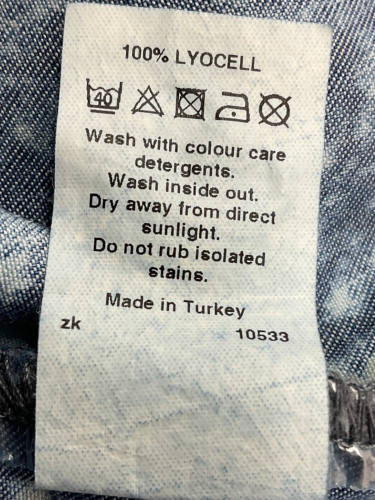 100% LYOCELL
40
Wash with colour care
detergents.
Wash inside out.
Dry away from direct
sunlight.
Do not rub isolated
stains.
Made in Turkey
zk
10533